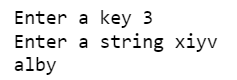 Enter a key 3
Enter a string xiyv
alby